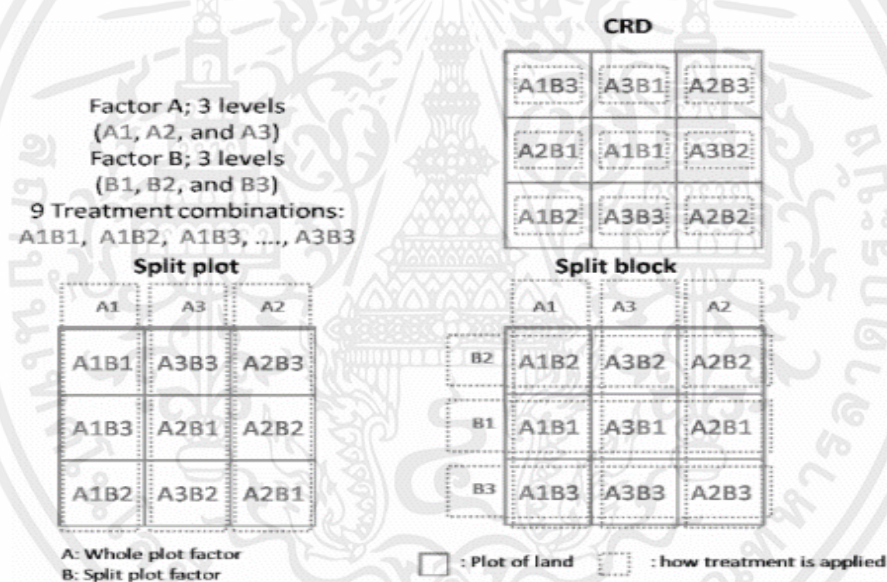 CRD
A1B3 A3B1 A2B3
A2B1 A1B1 A3B2
A1B2 A3B3 A2B2
Factor A; 3 levels
(A1, A2, and A3)
Factor B; 3 levels
(B1, B2, and B3)
9 Treatment combinations:
A1B1, A1B2, A1B3, ...., A3B3
Split plot
A1 A3 A2
A1B1 A3B3 A2B3
A1B3 A2B1 A2B2
A1B2 A3B2 A2B1
A: Whole plot factor
B: Split plot factor
Split block
A1 A3 A2
B2 A1B2 A3B2 A2B2
B1 A1B1 A3B1 A2B1
B3 A1B3 A3B3 A2B3
: Plot of land : how treatment is applied